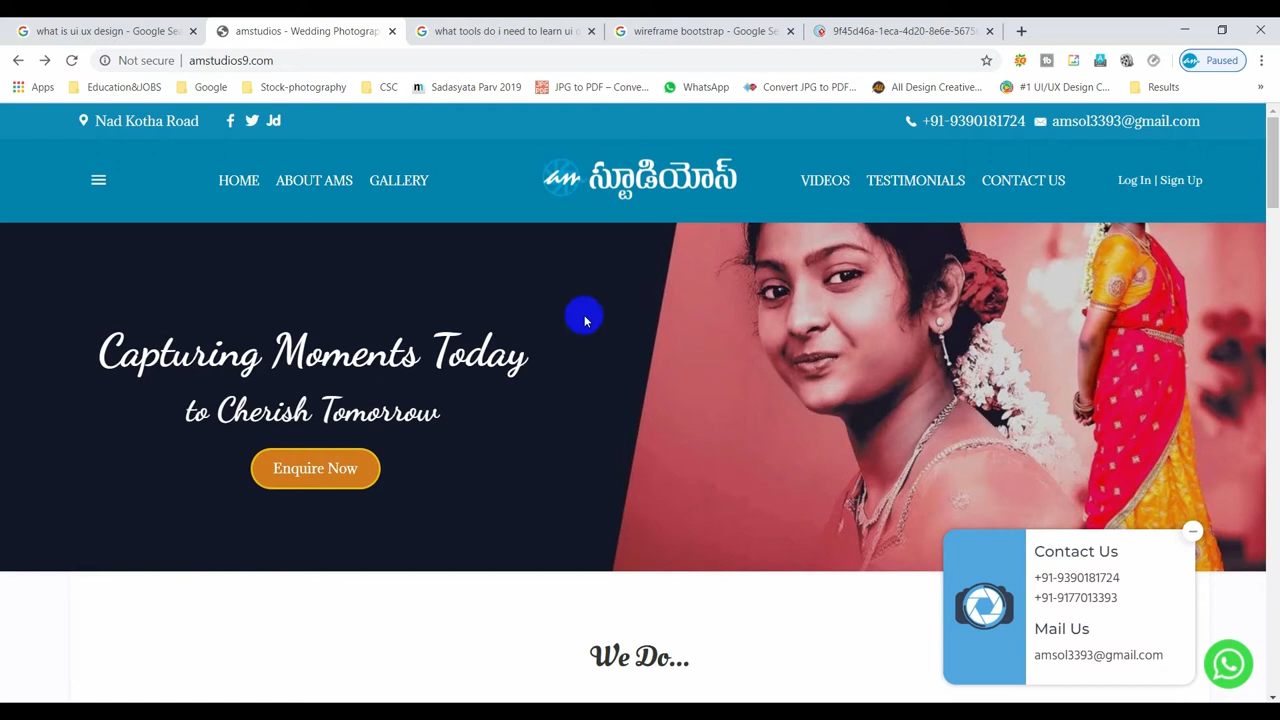 what is ui ux design - Google Sea
amstudios - Wedding Photograp
what tools do i need to learn ui o
wireframe bootstrap - Google Se
9f45d46a-1eca-4d20-8e6e-5675
Not secure | amstudios9.com
Paused
Apps
Education&JOBS
Google
Stock-photography
CSC
Sadasyata Parv 2019
JPG to PDF – Conve...
WhatsApp
Convert JPG to PDF...
All Design Creative...
#1 UI/UX Design C...
Results
Nad Kotha Road
Jd
+91-9390181724
amsol3393@gmail.com
HOME
ABOUT AMS
GALLERY
am స్టూడియోస్
VIDEOS
TESTIMONIALS
CONTACT US
Log In | Sign Up
Capturing Moments Today
to Cherish Tomorrow
Enquire Now
Contact Us
+91-9390181724
+91-9177013393
Mail Us
amsol3393@gmail.com
We Do...